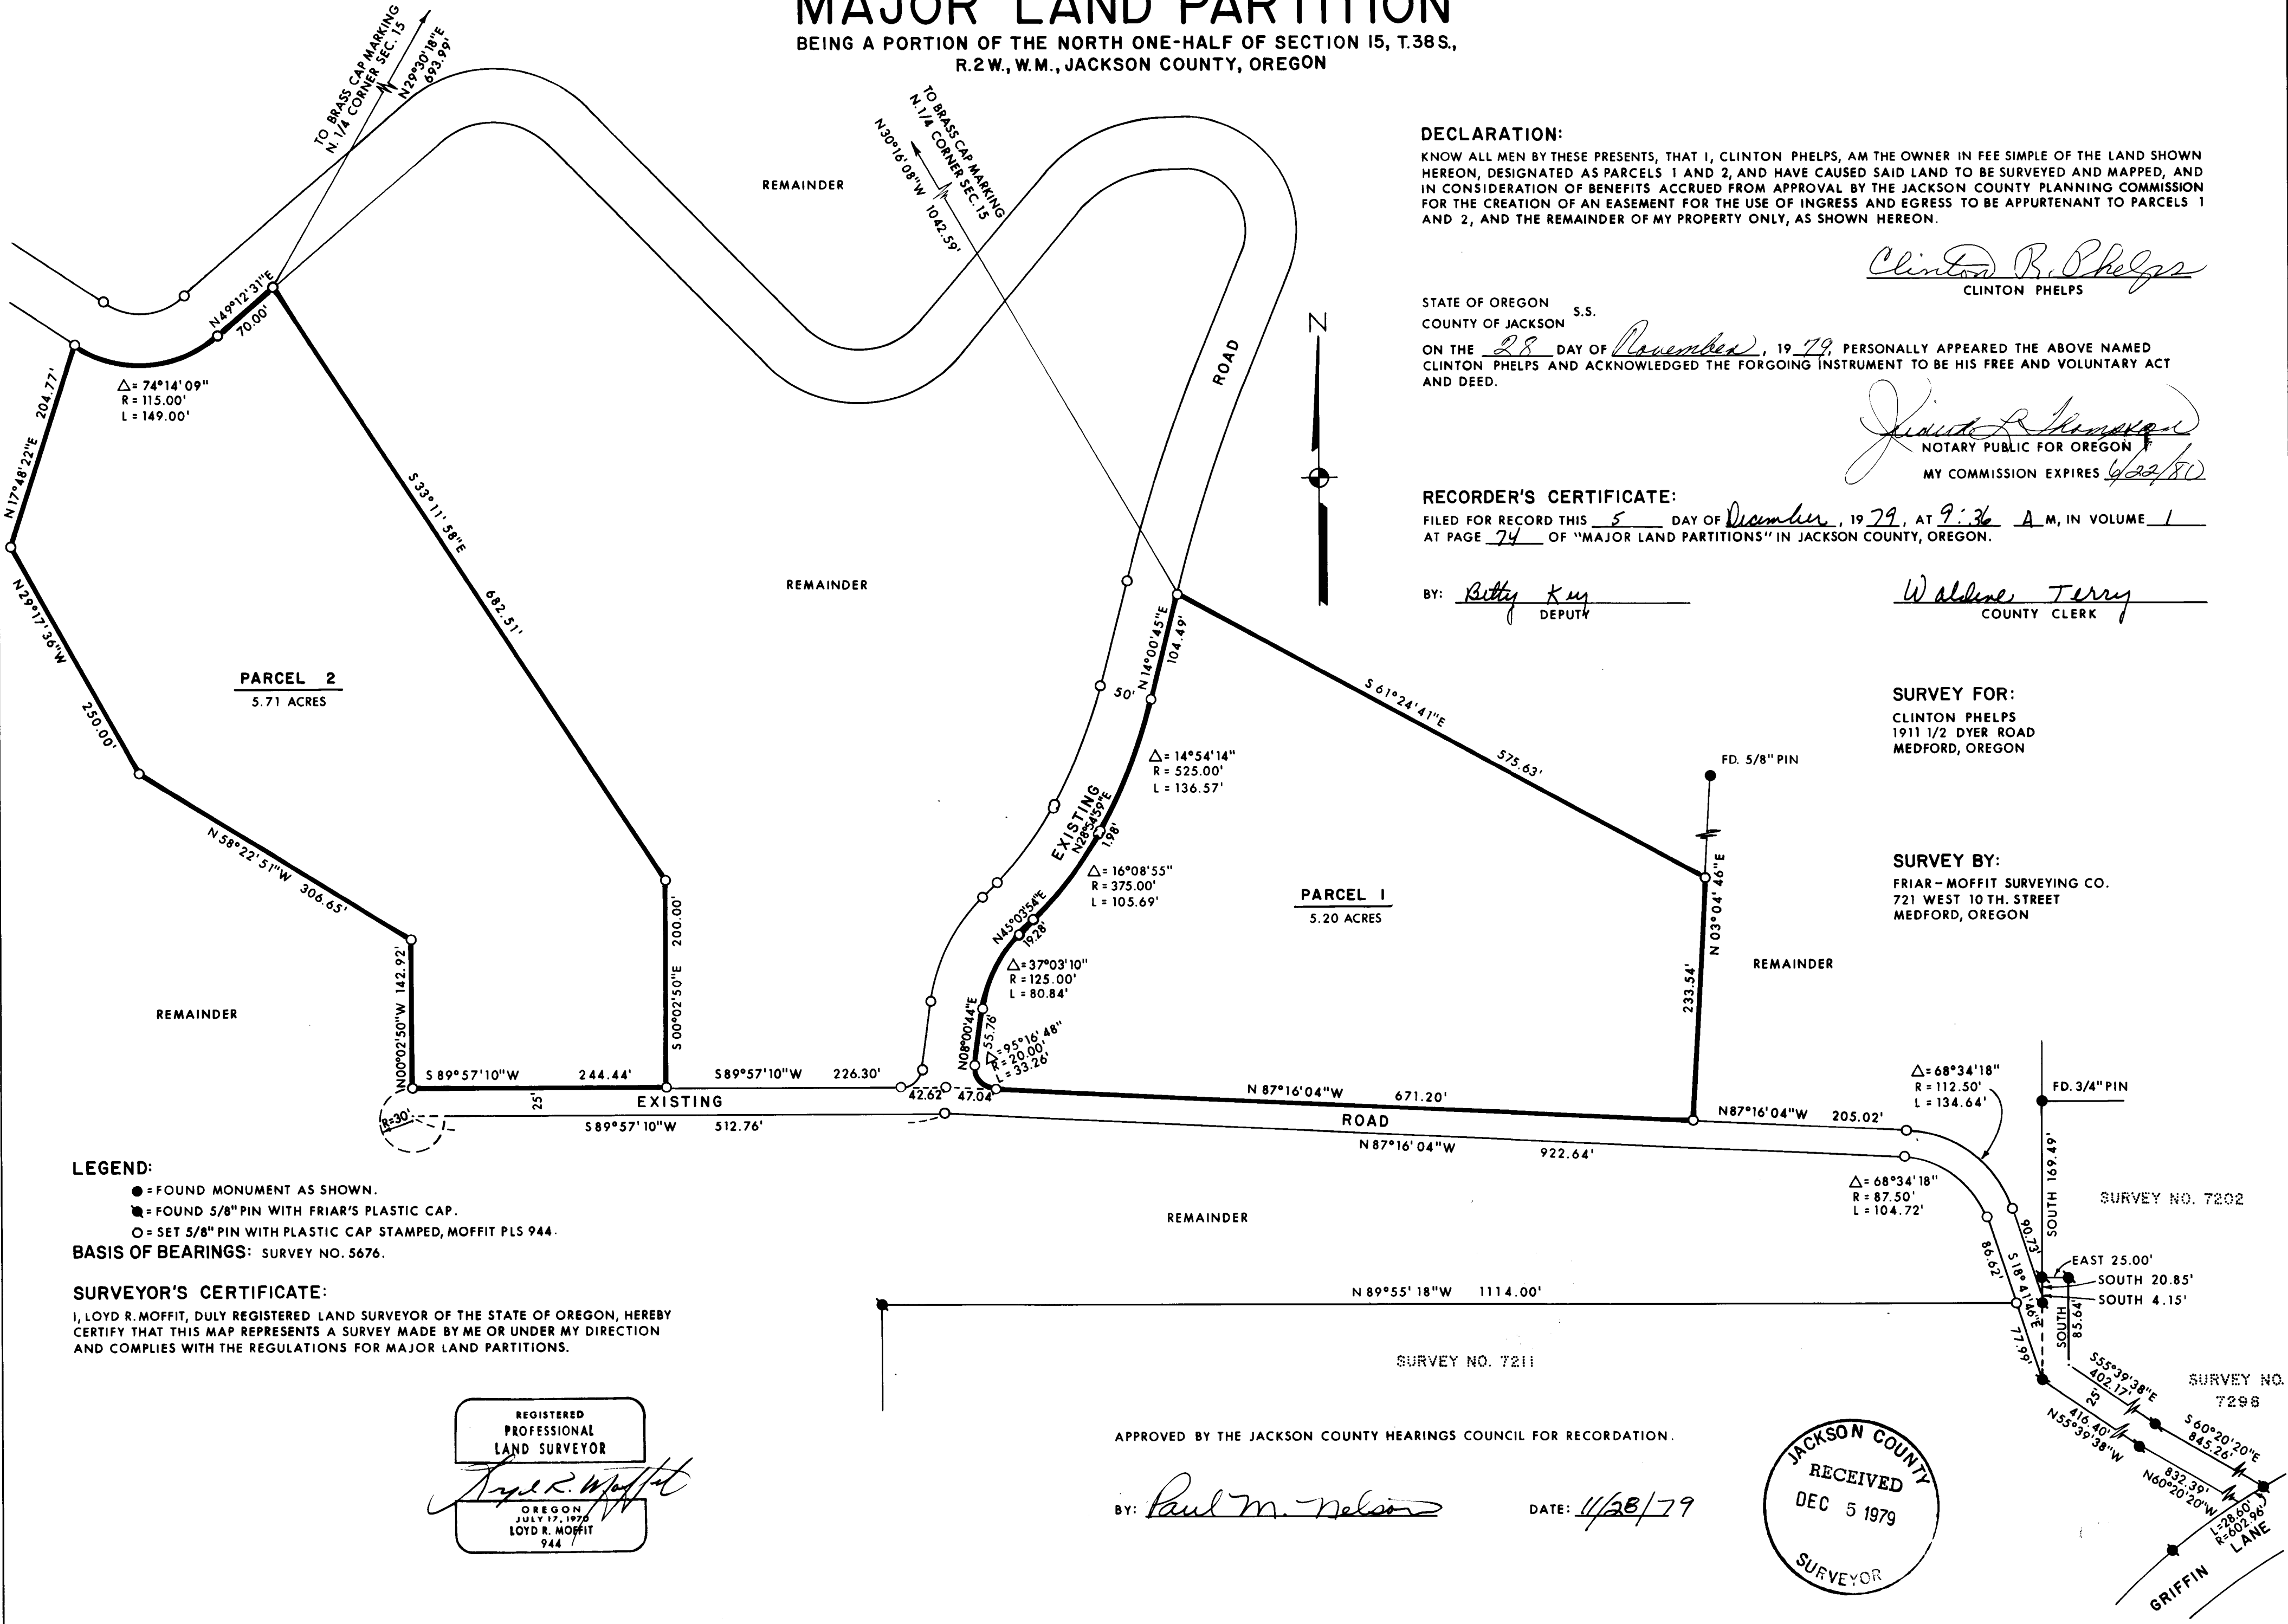 MAJOR LAND PARTITION
BEING A PORTION OF THE NORTH ONE-HALF OF SECTION 15, T.38 S.,
R.2 W., W.M., JACKSON COUNTY, OREGON
TO BRASS CAP MARKING
N. 1/4 CORNER SEC. 15
N29°30'18"E
693.99'
TO BRASS CAP MARKING
N. 1/4 CORNER SEC. 15
N 30°16'08"W 1042.59'
REMAINDER
ROAD
N
N49°12'31"E
70.00'
△= 74°14'09"
R = 115.00'
L = 149.00'
N 17°48'22"E 204.77'
N29°17'36"W
250.00'
S 33°11'58"E
682.51'
PARCEL 2
5.71 ACRES
N 58°22'51"W 306.65'
N00°02'50"W 142.92'
S 00°02'50"E 200.00'
REMAINDER
REMAINDER
N 14°00'45"E
104.49'
50'
△= 14°54'14"
R = 525.00'
L = 136.57'
EXISTING
N28°54'59"E
1.98'
△= 16°08'55"
R = 375.00'
L = 105.69'
N45°03'54"E
19.28'
△= 37°03'10"
R = 125.00'
L = 80.84'
N08°00'44"E
55.76'
△= 95°16'48"
R = 20.00'
L = 33.26'
S 61°24'41"E
575.63'
FD. 5/8" PIN
PARCEL 1
5.20 ACRES
N 03°04'46"E
233.54'
REMAINDER
S 89°57'10"W 244.44'
S89°57'10"W 226.30'
42.62' 47.04'
25'
EXISTING
R=30'
S 89°57'10"W 512.76'
N 87°16'04"W 671.20'
ROAD
N 87°16'04"W 922.64'
N87°16'04"W 205.02'
△= 68°34'18"
R = 112.50'
L = 134.64'
△= 68°34'18"
R = 87.50'
L = 104.72'
FD. 3/4" PIN
SOUTH 169.49'
SURVEY NO. 7202
REMAINDER
90.73'
86.62'
S 18°41'46"E
77.99'
EAST 25.00'
SOUTH 20.85'
SOUTH 4.15'
SOUTH
85.64'
N 89°55'18"W 1114.00'
SURVEY NO. 7211
S55°39'38"E
402.17'
25'
416.40'
N55°39'38"W
S 60°20'20"E
845.26'
832.39'
N60°20'20"W
SURVEY NO.
7298
L=28.60'
R=602.96'
GRIFFIN LANE
DECLARATION:
KNOW ALL MEN BY THESE PRESENTS, THAT I, CLINTON PHELPS, AM THE OWNER IN FEE SIMPLE OF THE LAND SHOWN
HEREON, DESIGNATED AS PARCELS 1 AND 2, AND HAVE CAUSED SAID LAND TO BE SURVEYED AND MAPPED, AND
IN CONSIDERATION OF BENEFITS ACCRUED FROM APPROVAL BY THE JACKSON COUNTY PLANNING COMMISSION
FOR THE CREATION OF AN EASEMENT FOR THE USE OF INGRESS AND EGRESS TO BE APPURTENANT TO PARCELS 1
AND 2, AND THE REMAINDER OF MY PROPERTY ONLY, AS SHOWN HEREON.
Clinton R. Phelps
CLINTON PHELPS
STATE OF OREGON
S.S.
COUNTY OF JACKSON
ON THE 28 DAY OF November, 19 79, PERSONALLY APPEARED THE ABOVE NAMED
CLINTON PHELPS AND ACKNOWLEDGED THE FORGOING INSTRUMENT TO BE HIS FREE AND VOLUNTARY ACT
AND DEED.
L Thompson
NOTARY PUBLIC FOR OREGON
MY COMMISSION EXPIRES 6/22/80
RECORDER'S CERTIFICATE:
FILED FOR RECORD THIS 5 DAY OF December, 19 79, AT 9:36 A M, IN VOLUME 1
AT PAGE 74 OF "MAJOR LAND PARTITIONS" IN JACKSON COUNTY, OREGON.
BY: Betty Key
DEPUTY
Waldene Terry
COUNTY CLERK
SURVEY FOR:
CLINTON PHELPS
1911 1/2 DYER ROAD
MEDFORD, OREGON
SURVEY BY:
FRIAR-MOFFIT SURVEYING CO.
721 WEST 10 TH. STREET
MEDFORD, OREGON
REMAINDER
LEGEND:
= FOUND MONUMENT AS SHOWN.
= FOUND 5/8" PIN WITH FRIAR'S PLASTIC CAP.
= SET 5/8" PIN WITH PLASTIC CAP STAMPED, MOFFIT PLS 944.
BASIS OF BEARINGS: SURVEY NO. 5676.
SURVEYOR'S CERTIFICATE:
I, LOYD R. MOFFIT, DULY REGISTERED LAND SURVEYOR OF THE STATE OF OREGON, HEREBY
CERTIFY THAT THIS MAP REPRESENTS A SURVEY MADE BY ME OR UNDER MY DIRECTION
AND COMPLIES WITH THE REGULATIONS FOR MAJOR LAND PARTITIONS.
REGISTERED
PROFESSIONAL
LAND SURVEYOR
Loyd R. Moffit
OREGON
JULY 17, 1970
LOYD R. MOFFIT
944
APPROVED BY THE JACKSON COUNTY HEARINGS COUNCIL FOR RECORDATION.
BY: Paul M. Nelson
DATE: 11/28/79
JACKSON COUNTY
RECEIVED
DEC 5 1979
SURVEYOR